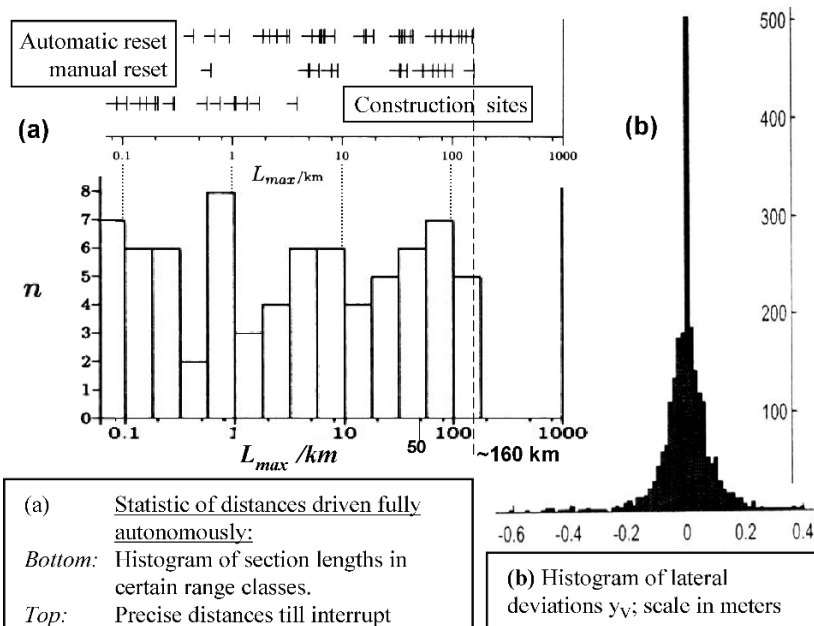 Automatic reset
manual reset
Construction sites
(a)
0.1 1 10 100 1000
L_max/km
8
7
6
5
4
3
2
1
0
n
0.1 1 10 100 1000
50
L_max /km
~160 km
(b)
500
400
300
200
100
-0.6 -0.4 -0.2 0 0.2 0.4
(a) Statistic of distances driven fully
autonomously:
Bottom: Histogram of section lengths in
certain range classes.
Top: Precise distances till interrupt
(b) Histogram of lateral
deviations y_V; scale in meters